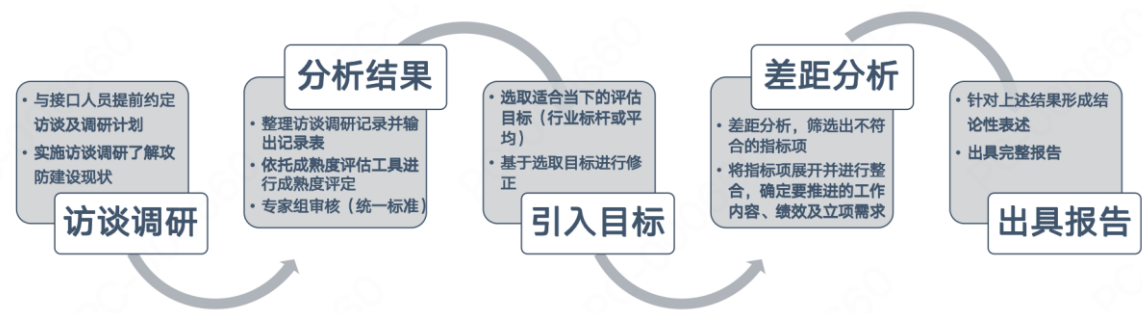 • 与接口人员提前约定
访谈及调研计划
• 实施访谈调研了解攻
防建设现状
访谈调研
分析结果
• 整理访谈调研记录并输
出记录表
• 依托成熟度评估工具进
行成熟度评定
• 专家组审核（统一标准）
• 选取适合当下的评估
目标（行业标杆或平
均）
• 基于选取目标进行修
正
引入目标
差距分析
• 差距分析，筛选出不符
合的指标项
• 将指标项展开并进行整
合，确定要推进的工作
内容、绩效及立项需求
• 针对上述结果形成结
论性表述
• 出具完整报告
出具报告